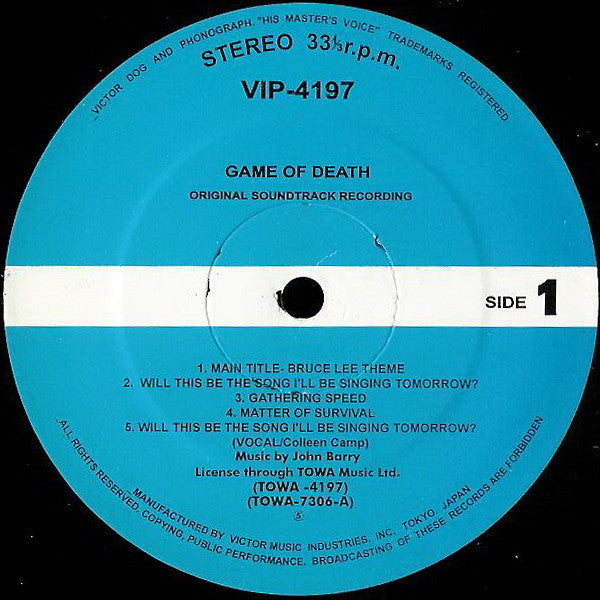 VICTOR DOG AND PHONOGRAPH. "HIS MASTER'S VOICE" TRADEMARKS REGISTERED.
STEREO 33⅓r.p.m.
VIP-4197
GAME OF DEATH
ORIGINAL SOUNDTRACK RECORDING
SIDE 1
1. MAIN TITLE- BRUCE LEE THEME
2. WILL THIS BE THE SONG I'LL BE SINGING TOMORROW?
3. GATHERING SPEED
4. MATTER OF SURVIVAL
5. WILL THIS BE THE SONG I'LL BE SINGING TOMORROW?
(VOCAL/Colleen Camp)
Music by John Barry
License through TOWA Music Ltd.
(TOWA -4197)
(TOWA-7306-A)
MANUFACTURED BY VICTOR MUSIC INDUSTRIES. INC. TOKYO. JAPAN
ALL RIGHTS RESERVED. COPYING, PUBLIC PERFORMANCE. BROADCASTING OF THESE RECORDS ARE FORBIDDEN